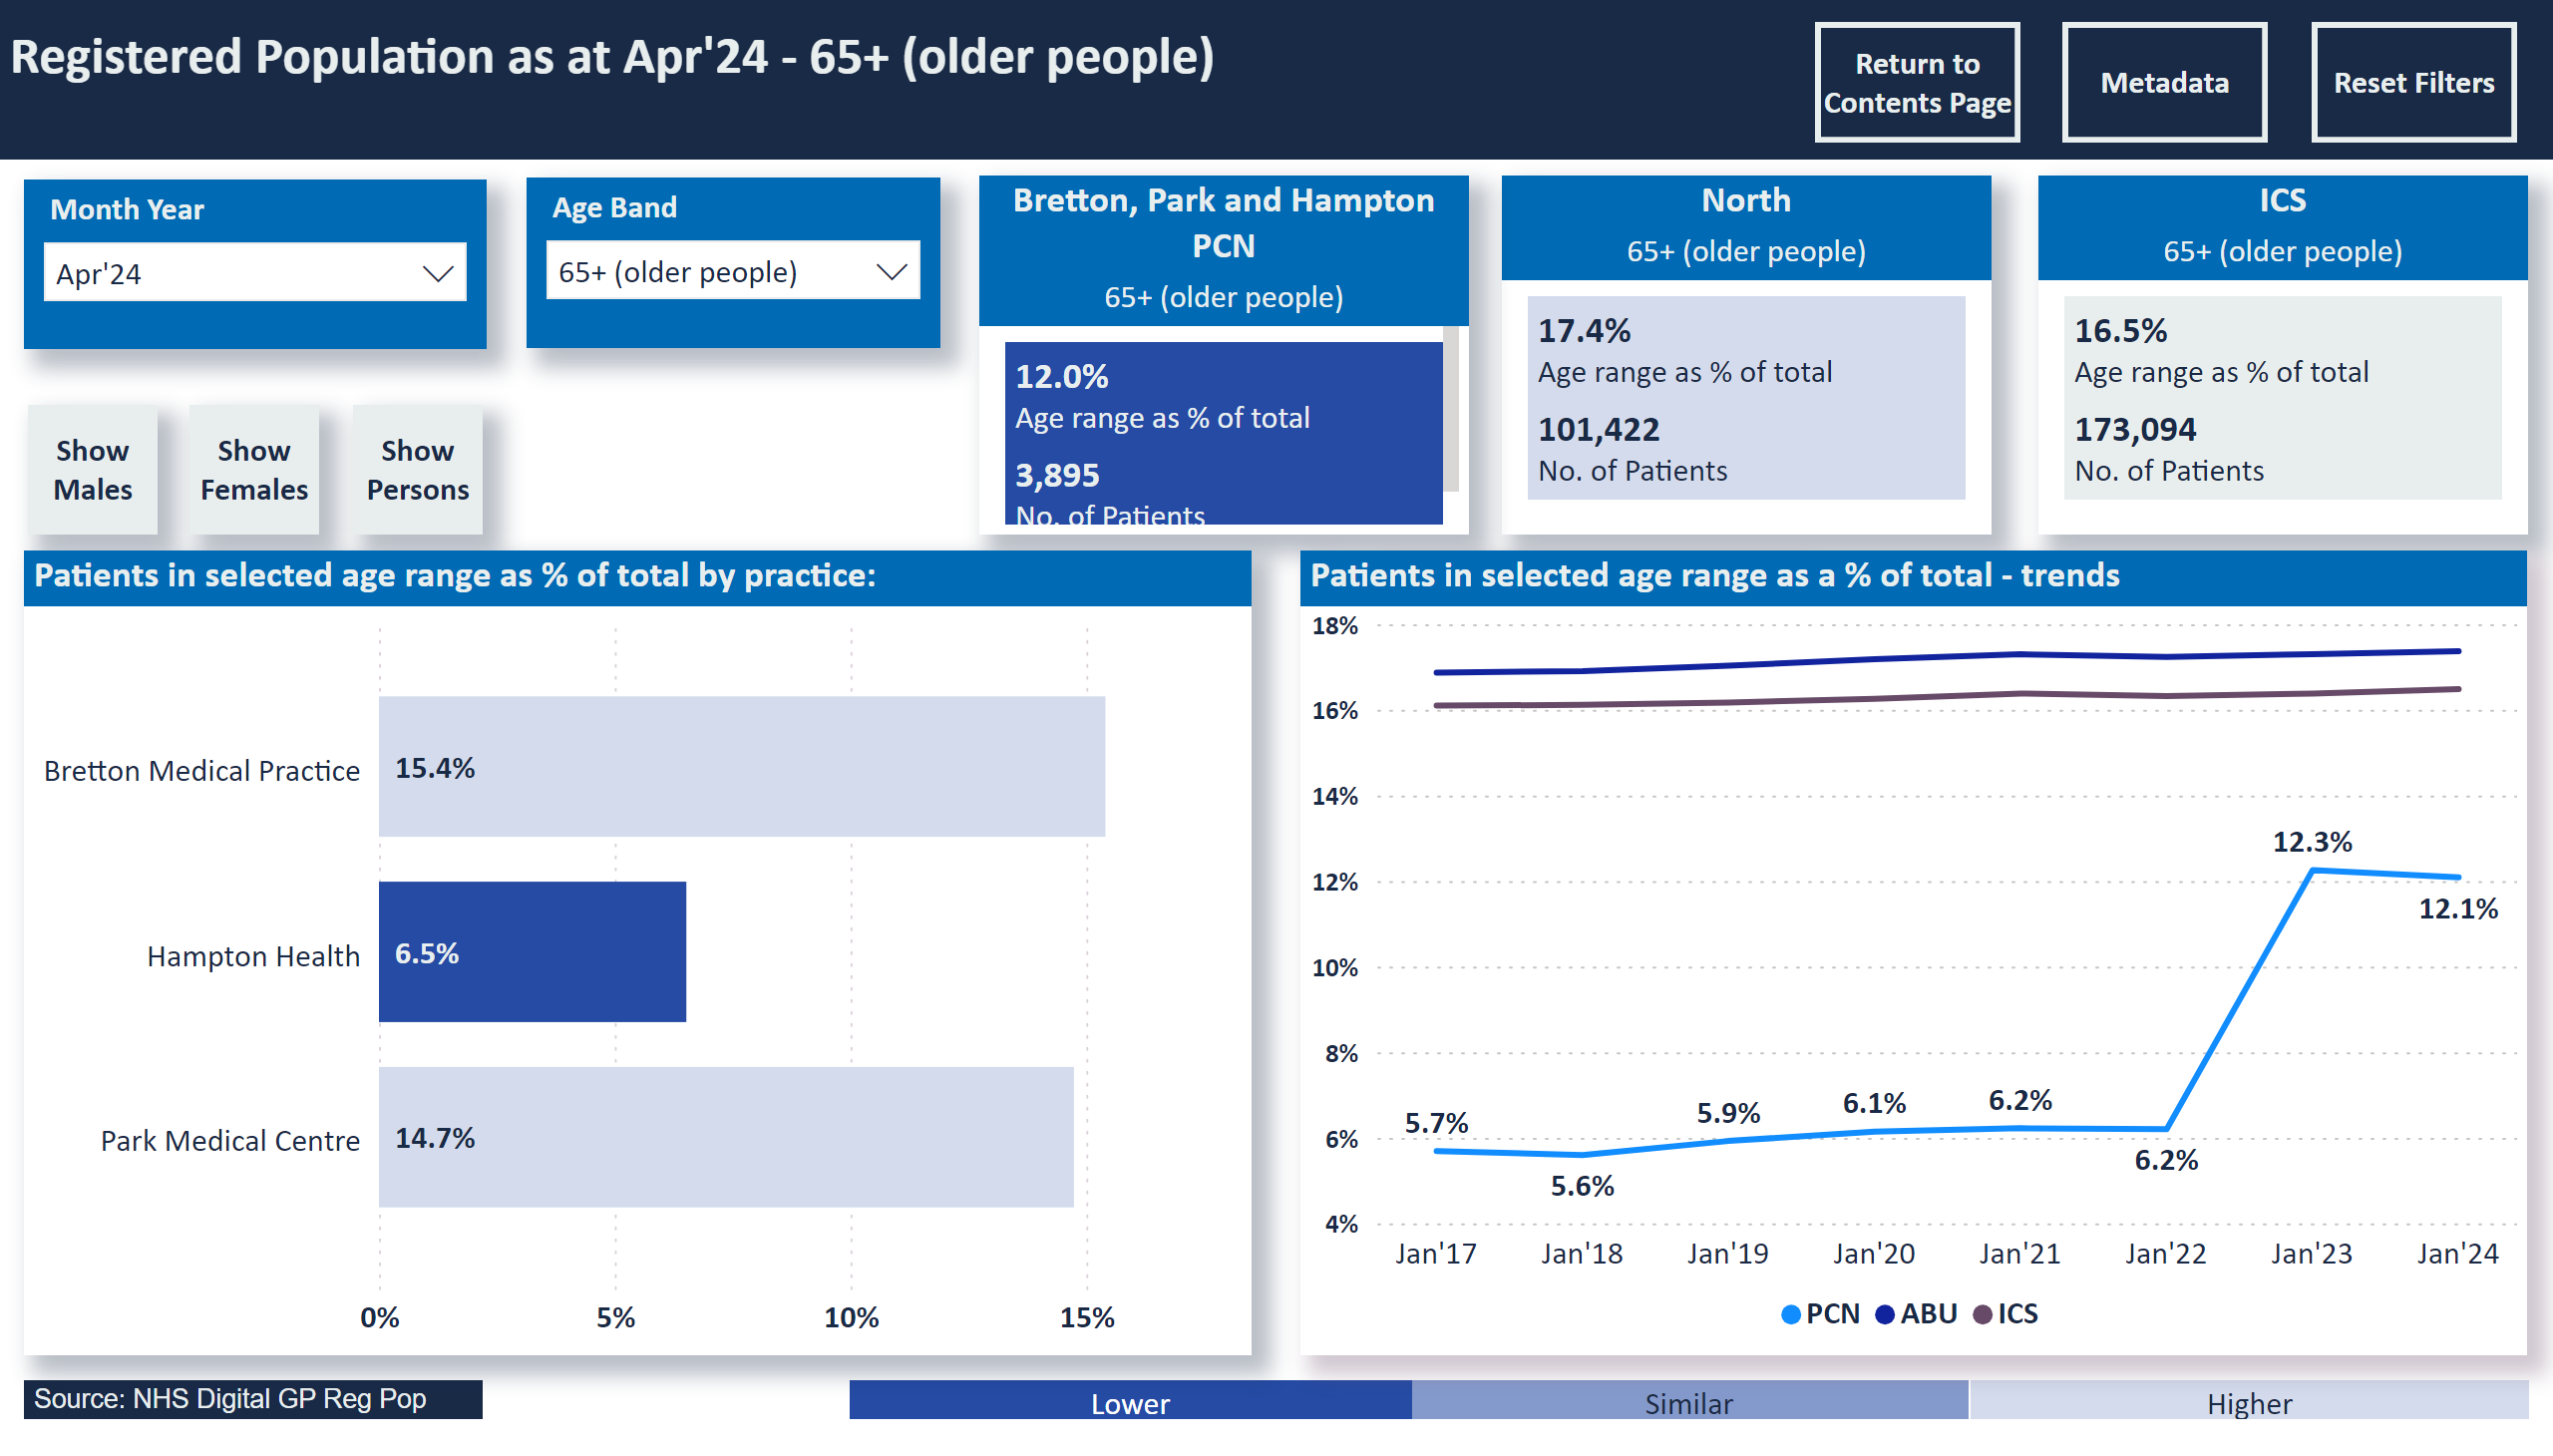 Registered Population as at Apr'24 - 65+ (older people)
Return to
Contents Page
Metadata
Reset Filters
Month Year
Apr'24
Age Band
65+ (older people)
Bretton, Park and Hampton
PCN
65+ (older people)
12.0%
Age range as % of total
3,895
No. of Patients
North
65+ (older people)
17.4%
Age range as % of total
101,422
No. of Patients
ICS
65+ (older people)
16.5%
Age range as % of total
173,094
No. of Patients
Show
Males
Show
Females
Show
Persons
Patients in selected age range as % of total by practice:
Bretton Medical Practice
15.4%
Hampton Health
6.5%
Park Medical Centre
14.7%
0% 5% 10% 15%
Patients in selected age range as a % of total - trends
18%
16%
14%
12%
10%
8%
6%
4%
5.7%
5.6%
5.9%
6.1%
6.2%
6.2%
12.3%
12.1%
Jan'17 Jan'18 Jan'19 Jan'20 Jan'21 Jan'22 Jan'23 Jan'24
PCN ABU ICS
Source: NHS Digital GP Reg Pop
Lower
Similar
Higher